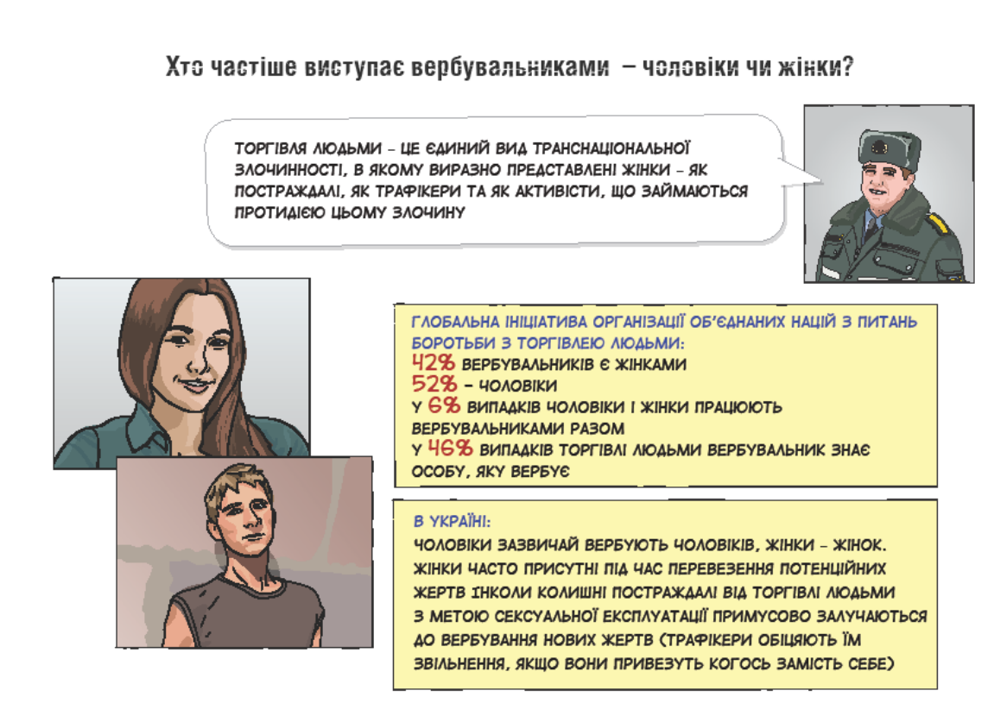 Хто частіше виступає вербувальниками – чоловіки чи жінки?
ТОРГІВЛЯ ЛЮДЬМИ – ЦЕ ЄДИНИЙ ВИД ТРАНСНАЦІОНАЛЬНОЇ
ЗЛОЧИННОСТІ, В ЯКОМУ ВИРАЗНО ПРЕДСТАВЛЕНІ ЖІНКИ – ЯК
ПОСТРАЖДАЛІ, ЯК ТРАФІКЕРИ ТА ЯК АКТИВІСТИ, ЩО ЗАЙМАЮТЬСЯ
ПРОТИДІЄЮ ЦЬОМУ ЗЛОЧИНУ
ГЛОБАЛЬНА ІНІЦІАТИВА ОРГАНІЗАЦІЇ ОБ'ЄДНАНИХ НАЦІЙ З ПИТАНЬ
БОРОТЬБИ З ТОРГІВЛЕЮ ЛЮДЬМИ:
42% ВЕРБУВАЛЬНИКІВ Є ЖІНКАМИ
52% – ЧОЛОВІКИ
У 6% ВИПАДКІВ ЧОЛОВІКИ І ЖІНКИ ПРАЦЮЮТЬ
ВЕРБУВАЛЬНИКАМИ РАЗОМ
У 46% ВИПАДКІВ ТОРГІВЛІ ЛЮДЬМИ ВЕРБУВАЛЬНИК ЗНАЄ
ОСОБУ, ЯКУ ВЕРБУЄ
В УКРАЇНІ:
ЧОЛОВІКИ ЗАЗВИЧАЙ ВЕРБУЮТЬ ЧОЛОВІКІВ, ЖІНКИ – ЖІНОК.
ЖІНКИ ЧАСТО ПРИСУТНІ ПІД ЧАС ПЕРЕВЕЗЕННЯ ПОТЕНЦІЙНИХ
ЖЕРТВ ІНКОЛИ КОЛИШНІ ПОСТРАЖДАЛІ ВІД ТОРГІВЛІ ЛЮДЬМИ
З МЕТОЮ СЕКСУАЛЬНОЇ ЕКСПЛУАТАЦІЇ ПРИМУСОВО ЗАЛУЧАЮТЬСЯ
ДО ВЕРБУВАННЯ НОВИХ ЖЕРТВ (ТРАФІКЕРИ ОБІЦЯЮТЬ ЇМ
ЗВІЛЬНЕННЯ, ЯКЩО ВОНИ ПРИВЕЗУТЬ КОГОСЬ ЗАМІСТЬ СЕБЕ)